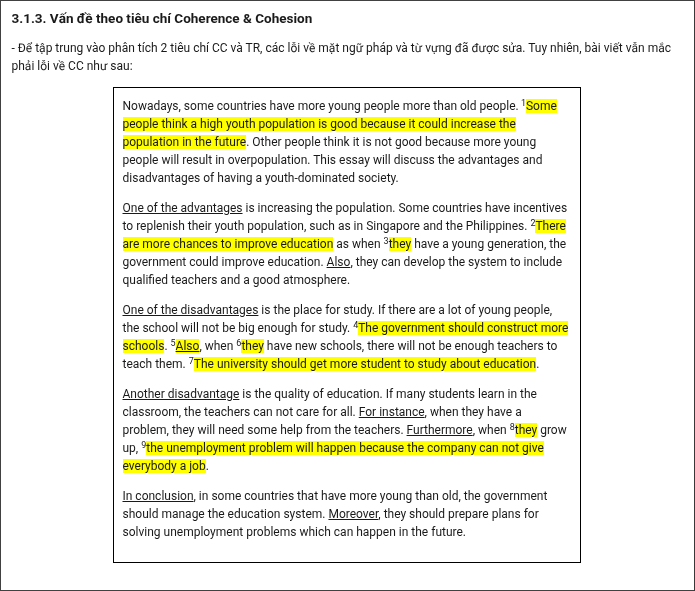 3.1.3. Vấn đề theo tiêu chí Coherence & Cohesion
- Để tập trung vào phân tích 2 tiêu chí CC và TR, các lỗi về mặt ngữ pháp và từ vựng đã được sửa. Tuy nhiên, bài viết vẫn mắc
phải lỗi về CC như sau:
Nowadays, some countries have more young people more than old people. ¹Some
people think a high youth population is good because it could increase the
population in the future. Other people think it is not good because more young
people will result in overpopulation. This essay will discuss the advantages and
disadvantages of having a youth-dominated society.
One of the advantages is increasing the population. Some countries have incentives
to replenish their youth population, such as in Singapore and the Philippines. ²There
are more chances to improve education as when ³they have a young generation, the
government could improve education. Also, they can develop the system to include
qualified teachers and a good atmosphere.
One of the disadvantages is the place for study. If there are a lot of young people,
the school will not be big enough for study. ⁴The government should construct more
schools. ⁵Also, when ⁶they have new schools, there will not be enough teachers to
teach them. ⁷The university should get more student to study about education.
Another disadvantage is the quality of education. If many students learn in the
classroom, the teachers can not care for all. For instance, when they have a
problem, they will need some help from the teachers. Furthermore, when ⁸they grow
up, ⁹the unemployment problem will happen because the company can not give
everybody a job.
In conclusion, in some countries that have more young than old, the government
should manage the education system. Moreover, they should prepare plans for
solving unemployment problems which can happen in the future.